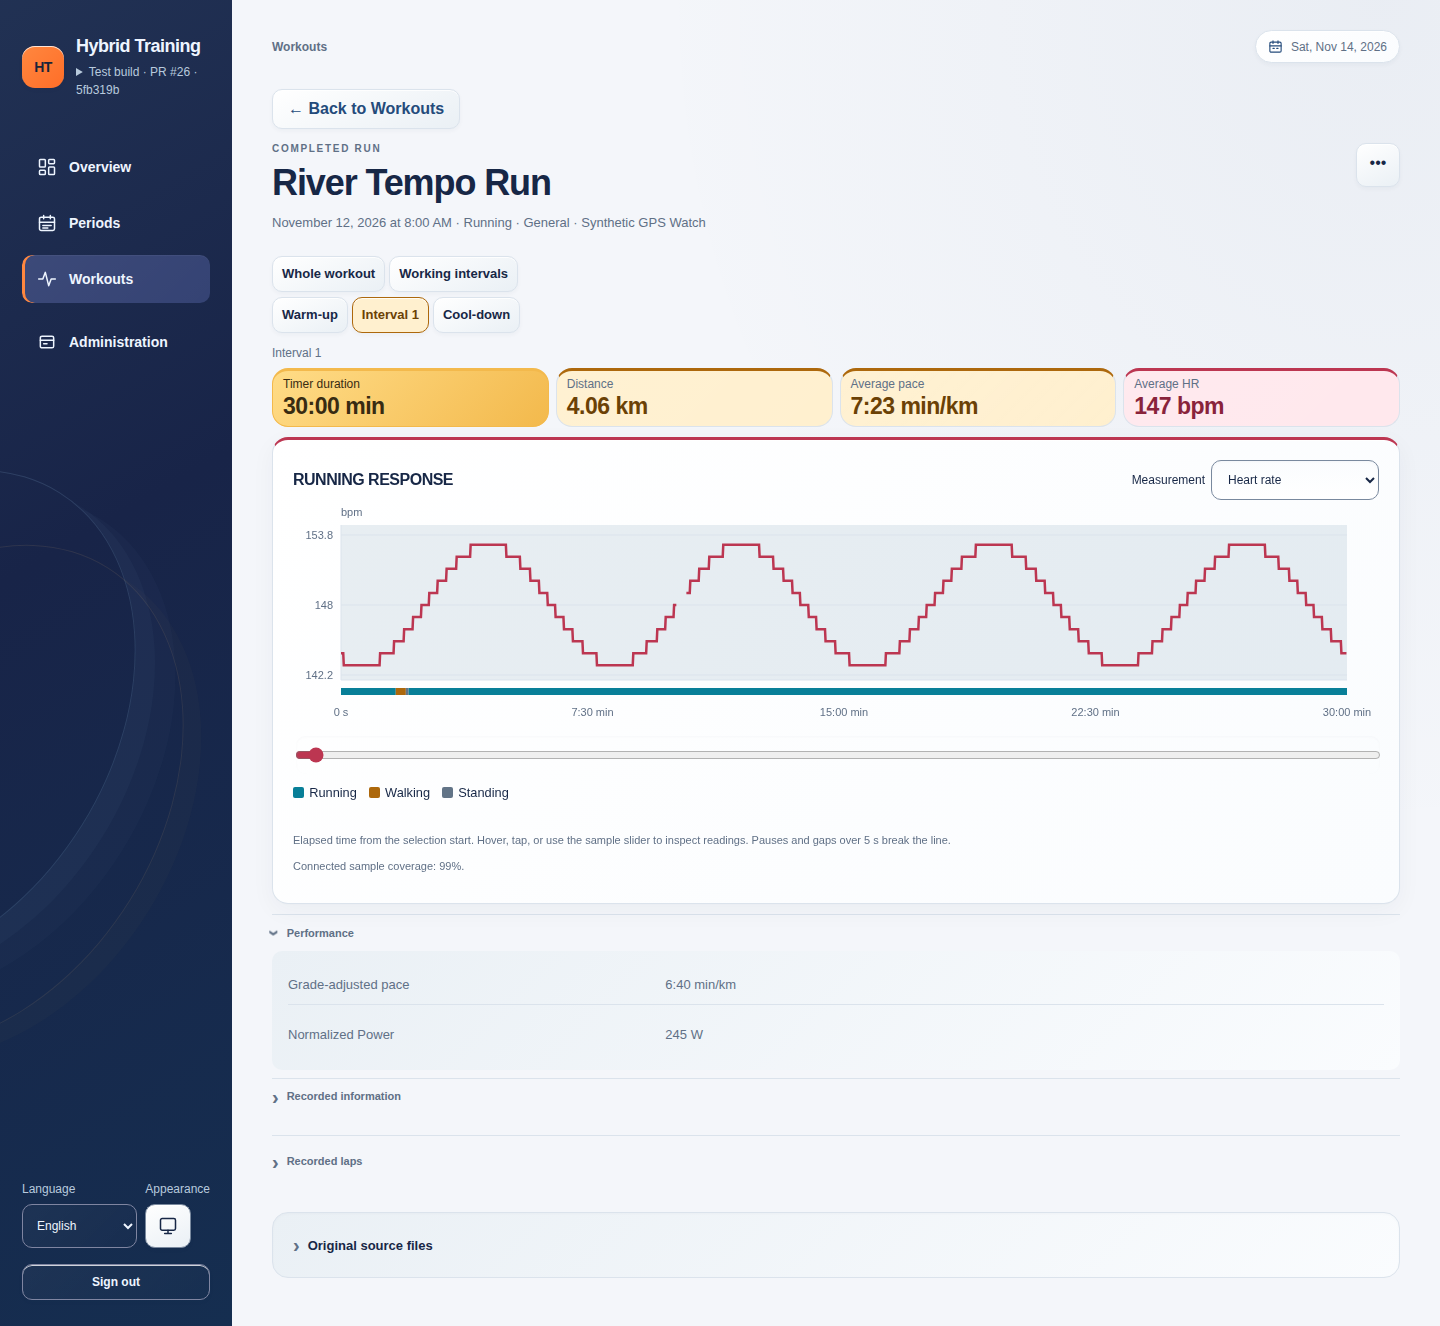 HT
Hybrid Training
▶ Test build · PR #26 ·
5fb319b
Overview
Periods
Workouts
Administration
Language
Appearance
English
Sign out
Workouts
Sat, Nov 14, 2026
← Back to Workouts
COMPLETED RUN
River Tempo Run
•••
November 12, 2026 at 8:00 AM · Running · General · Synthetic GPS Watch
Whole workout
Working intervals
Warm-up
Interval 1
Cool-down
Interval 1
Timer duration
30:00 min
Distance
4.06 km
Average pace
7:23 min/km
Average HR
147 bpm
RUNNING RESPONSE
Measurement
Heart rate
bpm
153.8
148
142.2
0 s
7:30 min
15:00 min
22:30 min
30:00 min
Running
Walking
Standing
Elapsed time from the selection start. Hover, tap, or use the sample slider to inspect readings. Pauses and gaps over 5 s break the line.
Connected sample coverage: 99%.
Performance
Grade-adjusted pace
6:40 min/km
Normalized Power
245 W
Recorded information
Recorded laps
Original source files